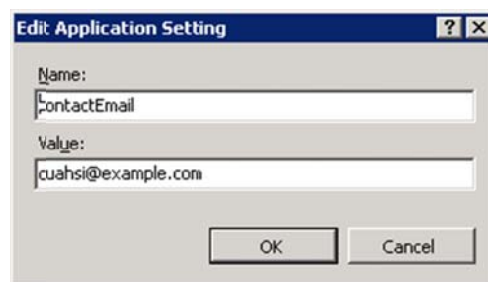 Edit Application Setting
Name:
contactEmail
Value:
cuahsi@example.com
OK Cancel